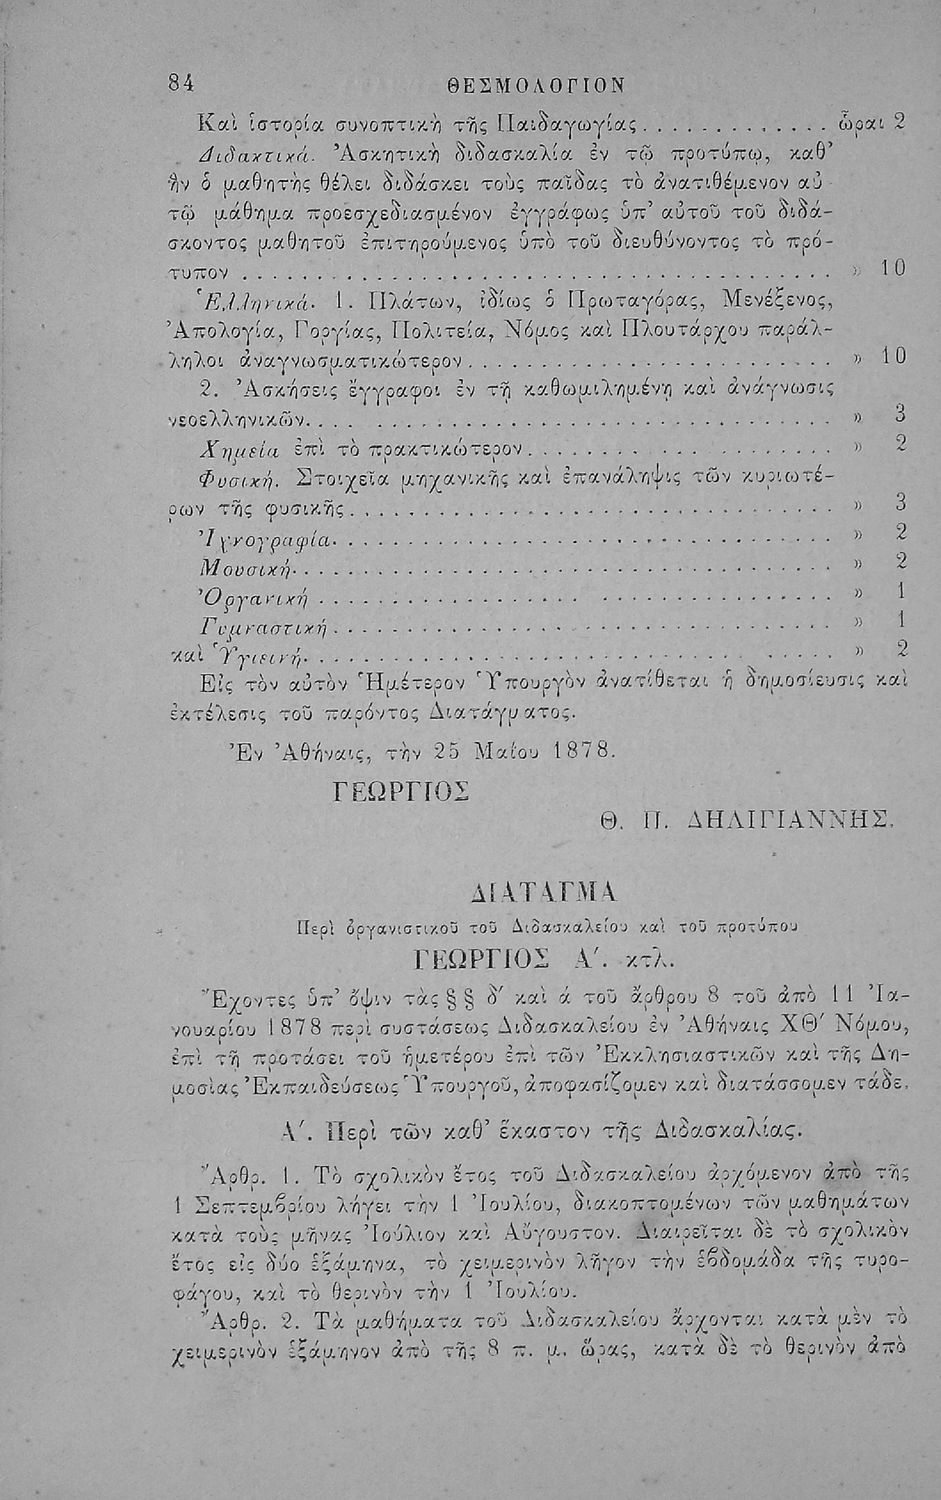 84 ΘΕΣΜΟΛΟΓΙΟΝ
Καὶ ἱστορία συνοπτικὴ τῆς Παιδαγωγίας . . . . . . . . . . . . . ὧραι 2
Διδακτικά. Ἀσκητικὴ διδασκαλία ἐν τῷ προτύπῳ, καθ’
ἣν ὁ μαθητὴς θέλει διδάσκει τοὺς παῖδας τὸ ἀνατιθέμενον αὐ-
τῷ μάθημα προεσχεδιασμένον ἐγγράφως ὑπ’ αὐτοῦ τοῦ διδά-
σκοντος μαθητοῦ ἐπιτηρούμενος ὑπὸ τοῦ διευθύνοντος τὸ πρό-
τυπον . . . . . . . . . . . . . . . . . . . . » 10
Ἑλληνικά. 1. Πλάτων, ἰδίως ὁ Πρωταγόρας, Μενέξενος,
Ἀπολογία, Γοργίας, Πολιτεία, Νόμος καὶ Πλουτάρχου παράλ-
ληλοι ἀναγνωσματικώτερον . . . . . . . . . . . . . » 10
2. Ἀσκήσεις ἔγγραφοι ἐν τῇ καθωμιλημένῃ καὶ ἀνάγνωσις
νεοελληνικῶν . . . . . . . . . . . . . . . . . . » 3
Χημεία ἐπὶ τὸ πρακτικώτερον . . . . . . . . . . . » 2
Φυσική. Στοιχεῖα μηχανικῆς καὶ ἐπανάληψις τῶν κυριωτέ-
ρων τῆς φυσικῆς . . . . . . . . . . . . . . . . . » 3
Ἰχνογραφία . . . . . . . . . . . . . . . . . . » 2
Μουσική . . . . . . . . . . . . . . . . . . . » 2
Ὀργανική . . . . . . . . . . . . . . . . . . » 1
Γυμναστική . . . . . . . . . . . . . . . . . . » 1
καὶ Ὑγιεινή . . . . . . . . . . . . . . . . . . » 2
Εἰς τὸν αὐτὸν Ἡμέτερον Ὑπουργὸν ἀνατίθεται ἡ δημοσίευσις καὶ
ἐκτέλεσις τοῦ παρόντος Διατάγματος.
Ἐν Ἀθήναις, τὴν 25 Μαΐου 1878.
ΓΕΩΡΓΙΟΣ
Θ. Π. ΔΗΛΙΓΙΑΝΝΗΣ.
ΔΙΑΤΑΓΜΑ
Περὶ ὀργανιστικοῦ τοῦ Διδασκαλείου καὶ τοῦ προτύπου
ΓΕΩΡΓΙΟΣ Α΄. κτλ.
Ἔχοντες ὑπ’ ὄψιν τὰς § § δ΄ καὶ ά τοῦ ἄρθρου 8 τοῦ ἀπὸ 11 Ἰα-
νουαρίου 1878 περὶ συστάσεως Διδασκαλείου ἐν Ἀθήναις ΧΘ΄ Νόμου,
ἐπὶ τῇ προτάσει τοῦ ἡμετέρου ἐπὶ τῶν Ἐκκλησιαστικῶν καὶ τῆς Δη-
μοσίας Ἐκπαιδεύσεως Ὑπουργοῦ, ἀποφασίζομεν καὶ διατάσσομεν τάδε.
Α΄. Περὶ τῶν καθ’ ἕκαστον τῆς Διδασκαλίας.
Ἄρθρ. 1. Τὸ σχολικὸν ἔτος τοῦ Διδασκαλείου ἀρχόμενον ἀπὸ τῆς
1 Σεπτεμβρίου λήγει τὴν 1 Ἰουλίου, διακοπτομένων τῶν μαθημάτων
κατὰ τοὺς μῆνας Ἰούλιον καὶ Αὔγουστον. Διαιρεῖται δὲ τὸ σχολικὸν
ἔτος εἰς δύο ἑξάμηνα, τὸ χειμερινὸν λῆγον τὴν ἑβδομάδα τῆς τυρο-
φάγου, καὶ τὸ θερινὸν τὴν 1 Ἰουλίου.
Ἄρθρ. 2. Τὰ μαθήματα τοῦ Διδασκαλείου ἄρχονται κατὰ μὲν τὸ
χειμερινὸν ἑξάμηνον ἀπὸ τῆς 8 π. μ. ὥρας, κατὰ δὲ τὸ θερινὸν ἀπὸ